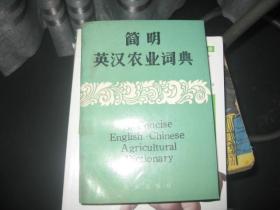 简明
英汉农业词典
A Concise
English-Chinese
Agricultural
Dictionary